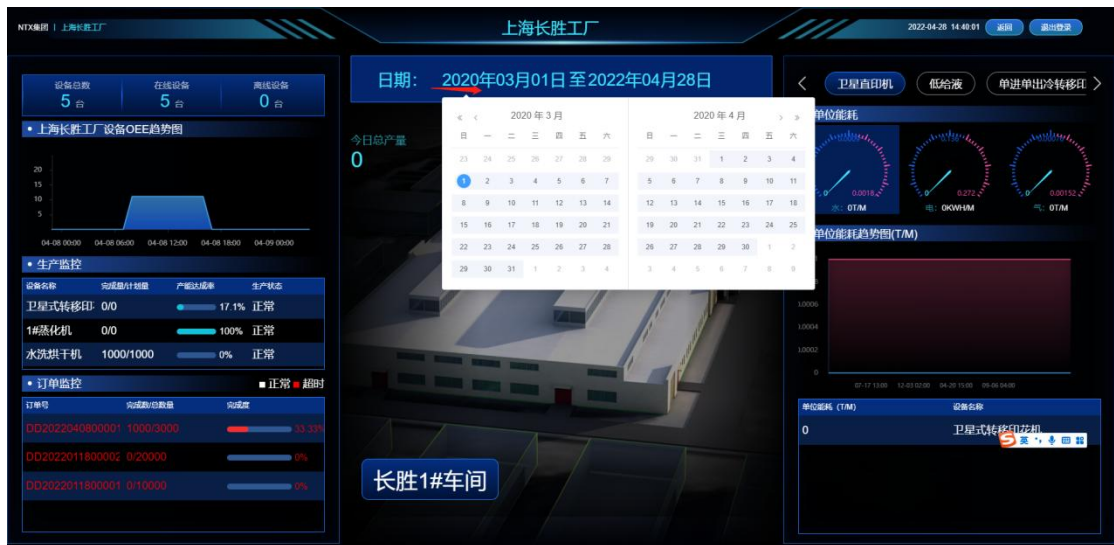 NTX集团 | 上海长胜工厂
上海长胜工厂
2022-04-28 14:40:01 返回 退出登录
设备总数 在线设备 离线设备
5 台 5 台 0 台
• 上海长胜工厂设备OEE趋势图
20
15
10
5
04-08 00:00 04-08 06:00 04-08 12:00 04-08 18:00 04-09 00:00
• 生产监控
设备名称 完成量/计划量 产能达成率 生产状态
卫星式转移印 0/0 17.1% 正常
1#蒸化机 0/0 100% 正常
水洗烘干机 1000/1000 0% 正常
• 订单监控 正常 超时
订单号 完成数/总数量 完成度
DD2022040800001 1000/3000 33.33%
DD2022011800002 0/20000 0%
DD2022011800001 0/10000 0%
日期: 2020年03月01日 至 2022年04月28日
今日总产量
0
« ‹ 2020 年 3 月
日 一 二 三 四 五 六
23 24 25 26 27 28 29
1 2 3 4 5 6 7
8 9 10 11 12 13 14
15 16 17 18 19 20 21
22 23 24 25 26 27 28
29 30 31 1 2 3 4
2020 年 4 月 › »
日 一 二 三 四 五 六
29 30 31 1 2 3 4
5 6 7 8 9 10 11
12 13 14 15 16 17 18
19 20 21 22 23 24 25
26 27 28 29 30 1 2
3 4 5 6 7 8 9
长胜1#车间
卫星直印机 低给液 单进单出冷转移印
单位能耗
0 0.0018 0 0.272 0 0.00152
水: 0T/M 电: 0KWH/M 气: 0T/M
单位能耗趋势图(T/M)
1.0006
1.0004
1.0002
0
07-17 13:00 12-03 02:00 04-20 15:00 09-06 04:00
单位能耗 (T/M) 设备名称
0 卫星式转移印花机
英